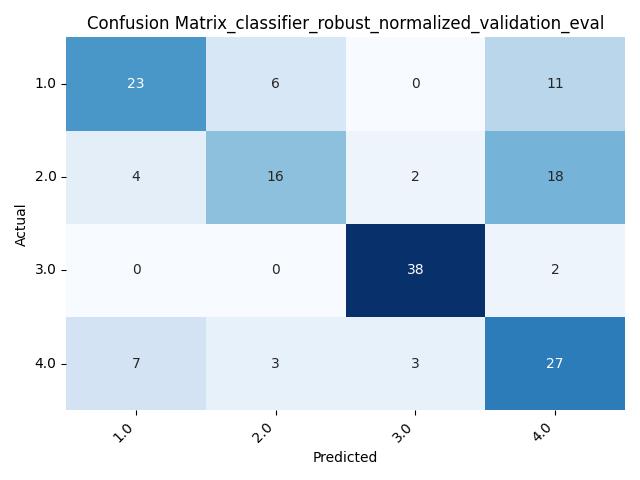 Confusion Matrix_classifier_robust_normalized_validation_eval
1.0 23 6 0 11
2.0 4 16 2 18
3.0 0 0 38 2
4.0 7 3 3 27
Actual
1.0 2.0 3.0 4.0
Predicted